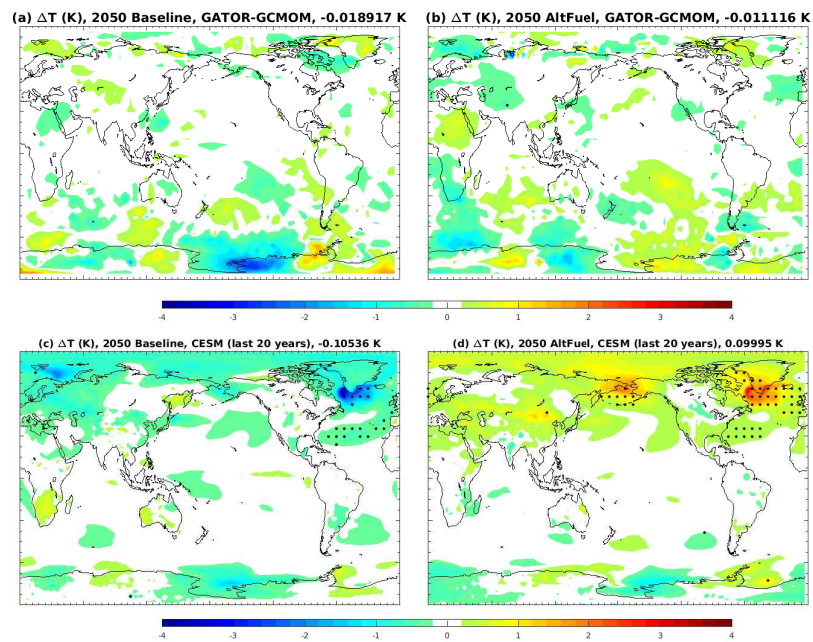 (a) ΔT (K), 2050 Baseline, GATOR-GCMOM, -0.018917 K
(b) ΔT (K), 2050 AltFuel, GATOR-GCMOM, -0.011116 K
-4 -3 -2 -1 0 1 2 3 4
(c) ΔT (K), 2050 Baseline, CESM (last 20 years), -0.10536 K
(d) ΔT (K), 2050 AltFuel, CESM (last 20 years), 0.09995 K
-4 -3 -2 -1 0 1 2 3 4